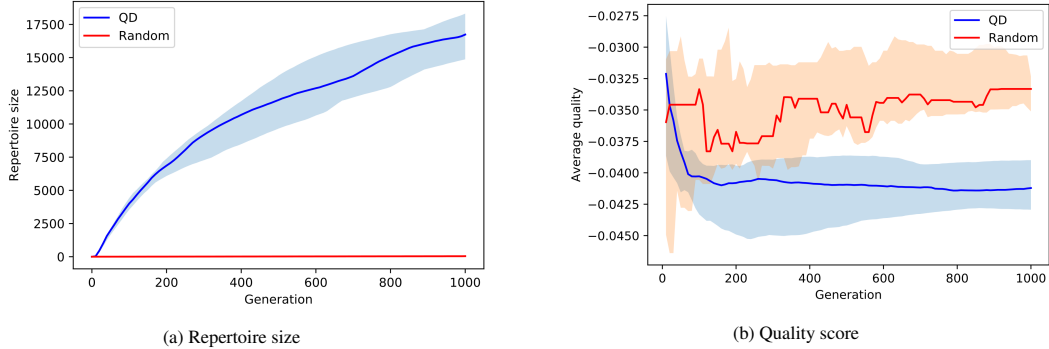 QD
Random
Repertoire size
17500
15000
12500
10000
7500
5000
2500
0
0 200 400 600 800 1000
Generation
(a) Repertoire size
QD
Random
Average quality
−0.0275
−0.0300
−0.0325
−0.0350
−0.0375
−0.0400
−0.0425
−0.0450
0 200 400 600 800 1000
Generation
(b) Quality score